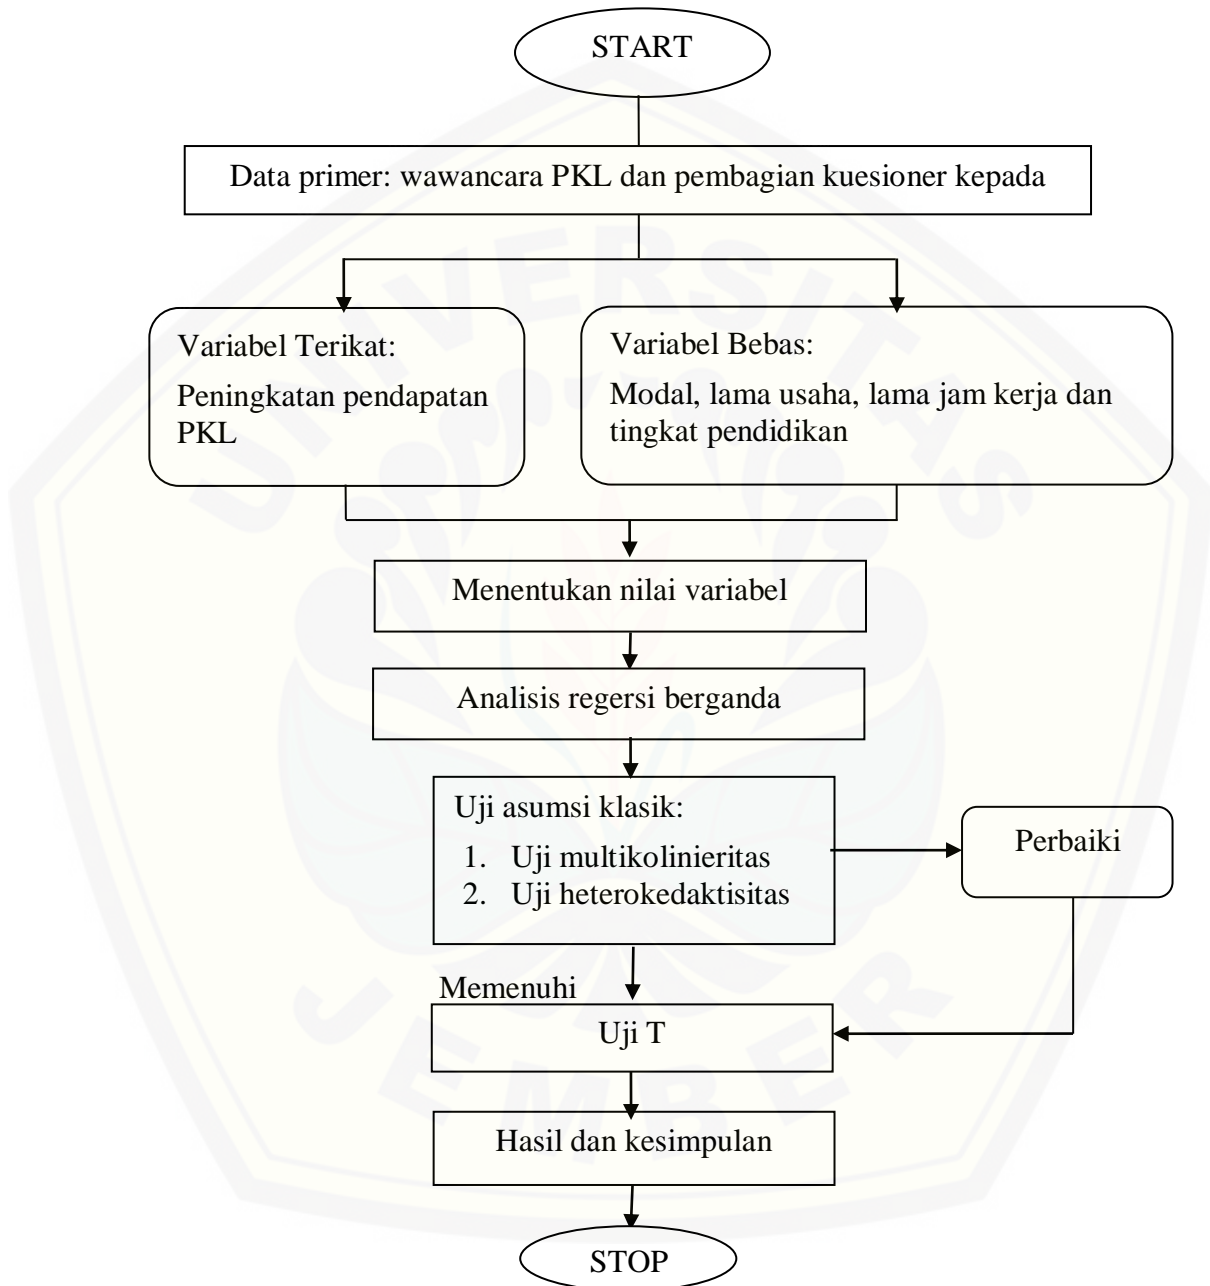 START
Data primer: wawancara PKL dan pembagian kuesioner kepada
Variabel Terikat:
Peningkatan pendapatan
PKL
Variabel Bebas:
Modal, lama usaha, lama jam kerja dan
tingkat pendidikan
Menentukan nilai variabel
Analisis regersi berganda
Uji asumsi klasik:
1. Uji multikolinieritas
2. Uji heterokedaktisitas
Perbaiki
Memenuhi
Uji T
Hasil dan kesimpulan
STOP
UNIVERSITAS
JEMBER